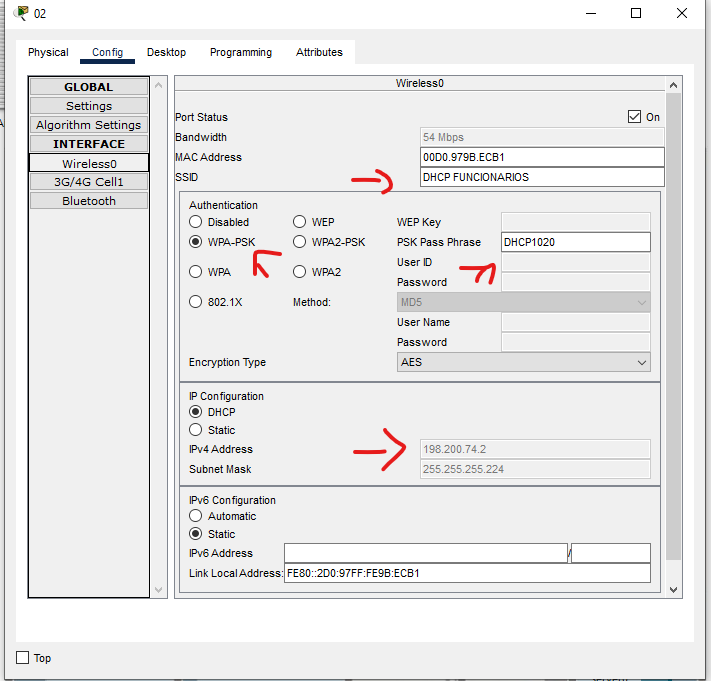 02
Physical Config Desktop Programming Attributes
GLOBAL
Settings
Algorithm Settings
INTERFACE
Wireless0
3G/4G Cell1
Bluetooth
Wireless0
Port Status On
Bandwidth 54 Mbps
MAC Address 00D0.979B.ECB1
SSID DHCP FUNCIONARIOS
Authentication
Disabled WEP WEP Key
WPA-PSK WPA2-PSK PSK Pass Phrase DHCP1020
User ID
WPA WPA2 Password
802.1X Method: MD5
User Name
Password
Encryption Type AES
IP Configuration
DHCP
Static
IPv4 Address 198.200.74.2
Subnet Mask 255.255.255.224
IPv6 Configuration
Automatic
Static
IPv6 Address /
Link Local Address: FE80::2D0:97FF:FE9B:ECB1
Top